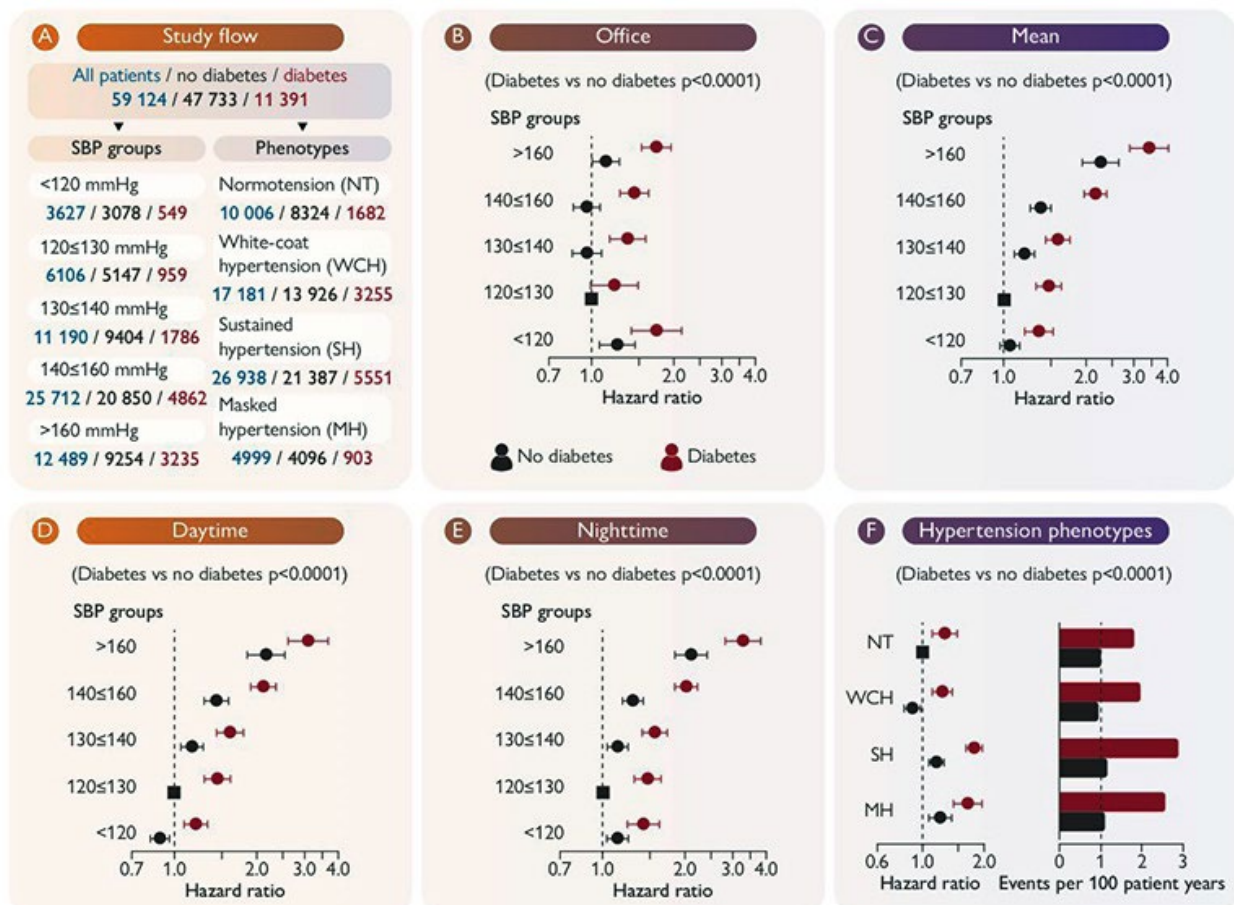 A Study flow
All patients / no diabetes / diabetes
59 124 / 47 733 / 11 391
SBP groups
<120 mmHg
3627 / 3078 / 549
120≤130 mmHg
6106 / 5147 / 959
130≤140 mmHg
11 190 / 9404 / 1786
140≤160 mmHg
25 712 / 20 850 / 4862
>160 mmHg
12 489 / 9254 / 3235
Phenotypes
Normotension (NT)
10 006 / 8324 / 1682
White-coat
hypertension (WCH)
17 181 / 13 926 / 3255
Sustained
hypertension (SH)
26 938 / 21 387 / 5551
Masked
hypertension (MH)
4999 / 4096 / 903
B Office
(Diabetes vs no diabetes p<0.0001)
SBP groups
>160
140≤160
130≤140
120≤130
<120
0.7 1.0 2.0 3.0 4.0
Hazard ratio
No diabetes Diabetes
C Mean
(Diabetes vs no diabetes p<0.0001)
SBP groups
>160
140≤160
130≤140
120≤130
<120
0.7 1.0 2.0 3.0 4.0
Hazard ratio
D Daytime
(Diabetes vs no diabetes p<0.0001)
SBP groups
>160
140≤160
130≤140
120≤130
<120
0.7 1.0 2.0 3.0 4.0
Hazard ratio
E Nighttime
(Diabetes vs no diabetes p<0.0001)
SBP groups
>160
140≤160
130≤140
120≤130
<120
0.7 1.0 2.0 3.0 4.0
Hazard ratio
F Hypertension phenotypes
(Diabetes vs no diabetes p<0.0001)
NT
WCH
SH
MH
0.6 1.0 2.0
Hazard ratio
0 1 2 3
Events per 100 patient years